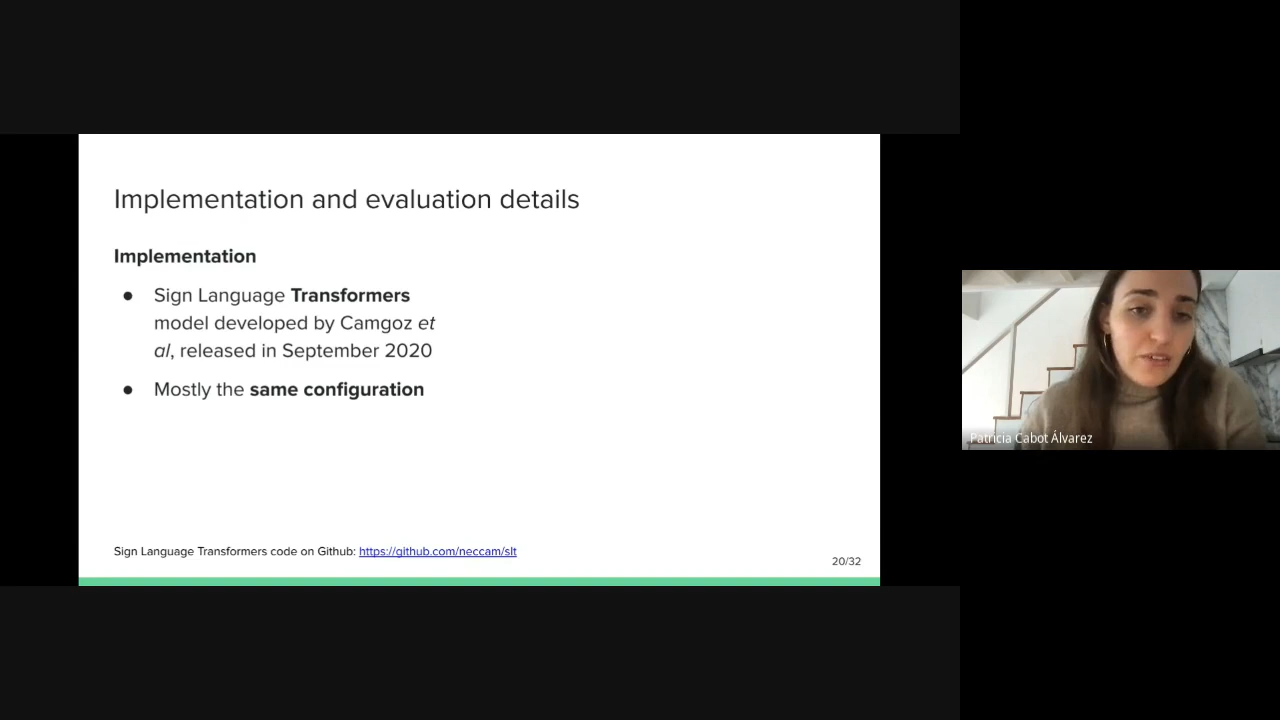 Implementation and evaluation details
Implementation
● Sign Language Transformers
model developed by Camgoz et
al, released in September 2020
● Mostly the same configuration
Sign Language Transformers code on Github: https://github.com/neccam/slt
20/32
Patricia Cabot Álvarez